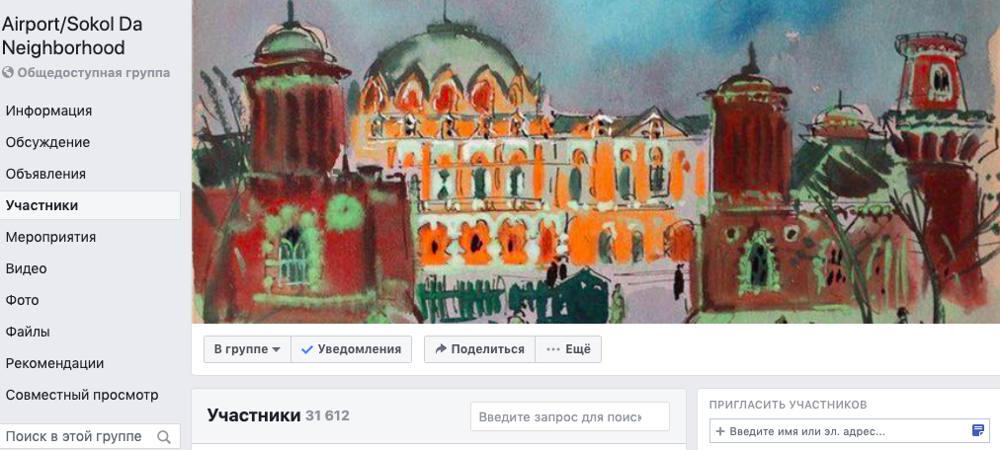 Airport/Sokol Da
Neighborhood
Общедоступная группа
Информация
Обсуждение
Объявления
Участники
Мероприятия
Видео
Фото
Файлы
Рекомендации
Совместный просмотр
Поиск в этой группе
В группе
Уведомления
Поделиться
Ещё
Участники 31 612
Введите запрос для поиск
ПРИГЛАСИТЬ УЧАСТНИКОВ
+ Введите имя или эл. адрес...